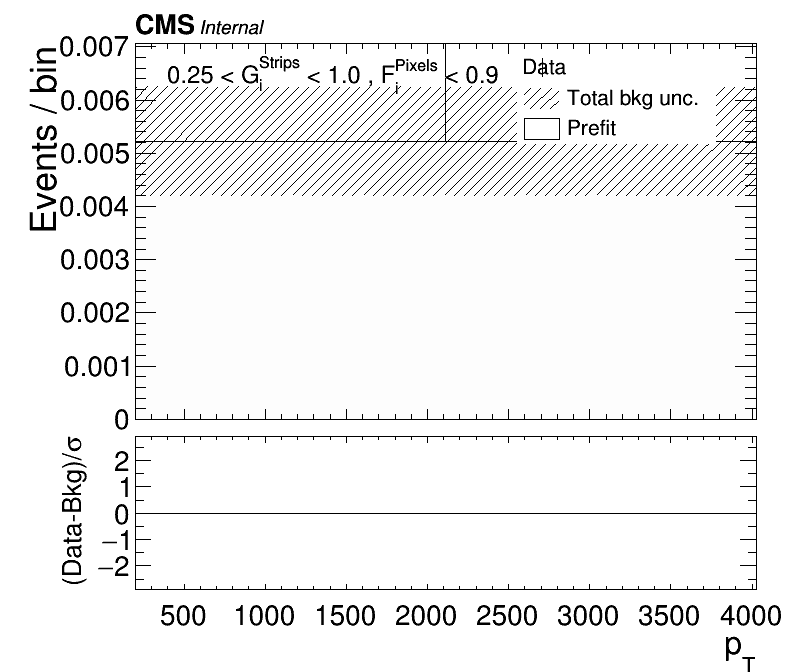 CMS Internal
0.25 < G_i^Strips < 1.0 , F_i^Pixels < 0.9
Data
Total bkg unc.
Prefit
Events / bin
0.007
0.006
0.005
0.004
0.003
0.002
0.001
0
(Data-Bkg)/σ
2
1
0
−1
−2
500 1000 1500 2000 2500 3000 3500 4000
p_T